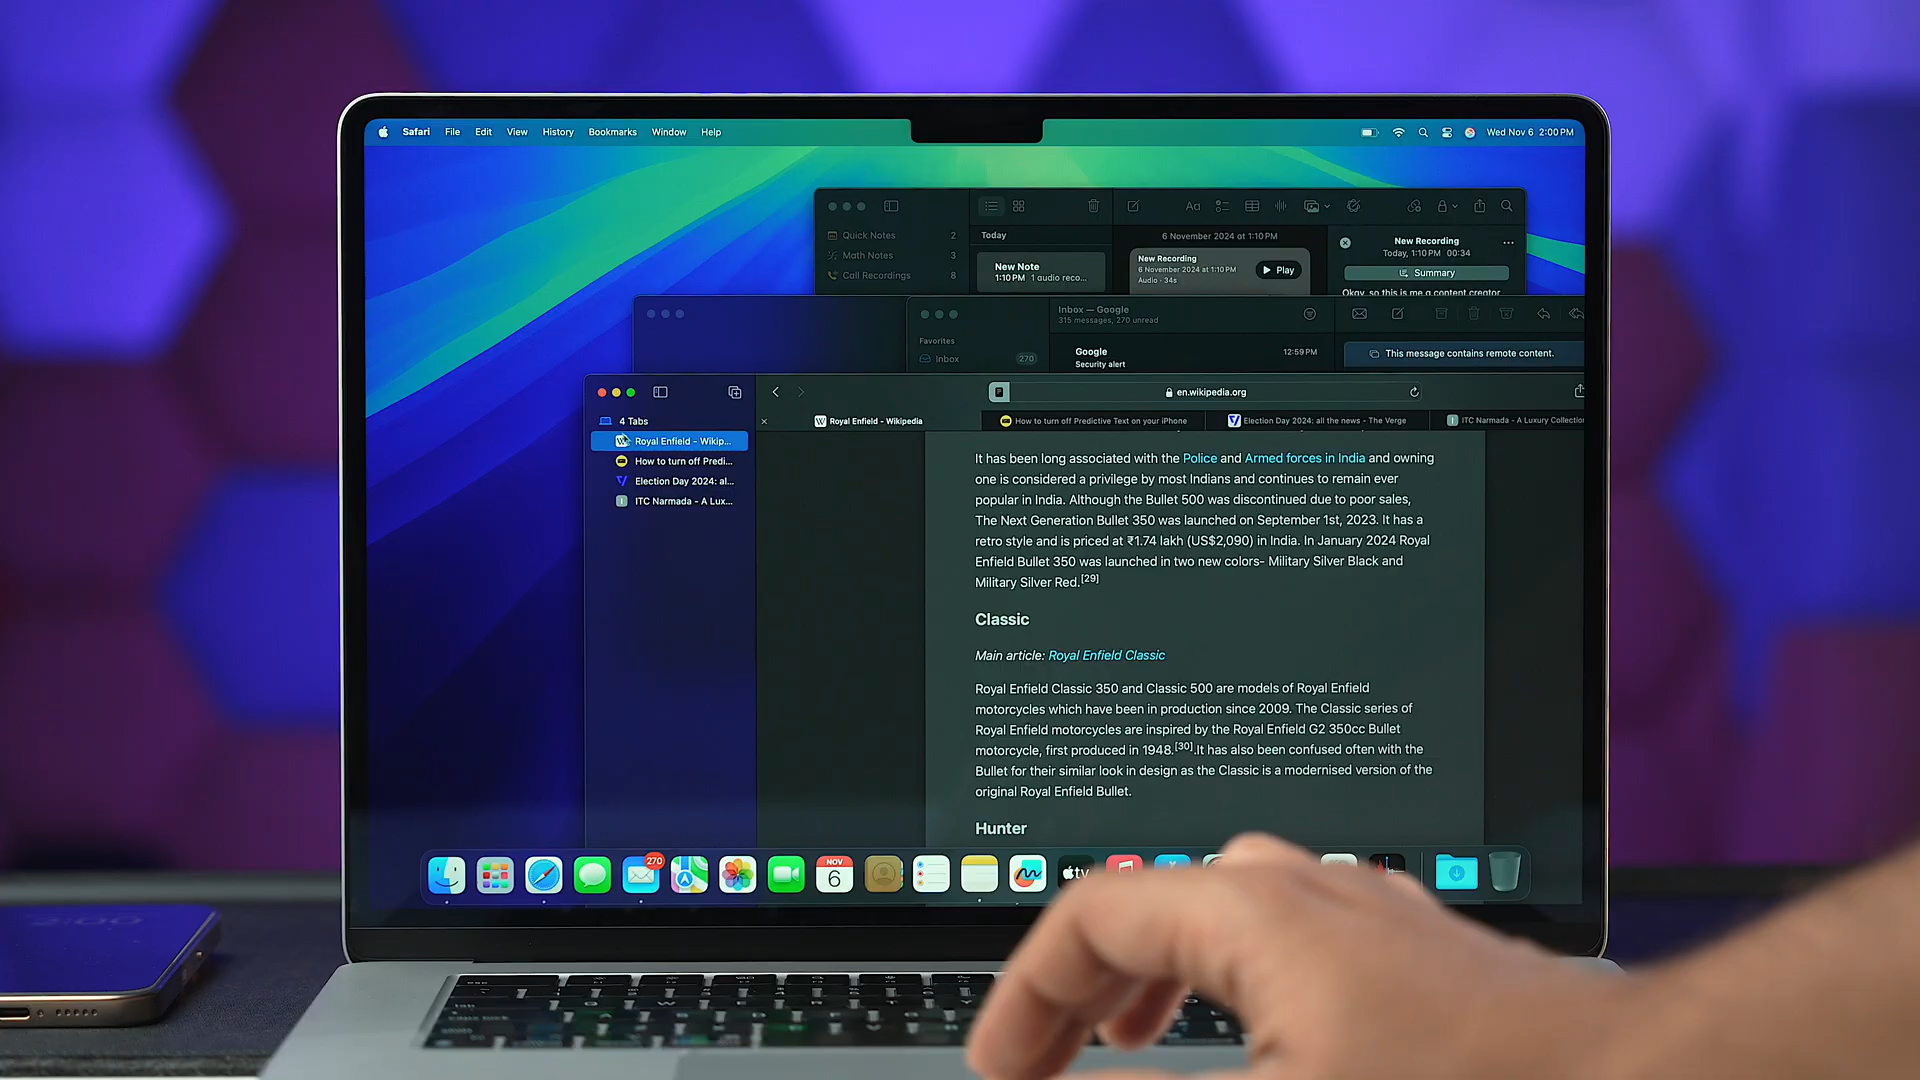 Safari File Edit View History Bookmarks Window Help
Wed Nov 6 2:00 PM
Quick Notes 2
Math Notes 3
Call Recordings 8
Today
New Note
1:10 PM 1 audio reco...
Aa
6 November 2024 at 1:10 PM
New Recording
6 November 2024 at 1:10 PM
Audio · 34s
Play
New Recording
Today, 1:10 PM 00:34
Summary
Okay, so this is me a content creator
Favorites
Inbox 270
Inbox — Google
315 messages, 270 unread
Google 12:59 PM
Security alert
This message contains remote content.
en.wikipedia.org
4 Tabs
Royal Enfield - Wikip...
How to turn off Predi...
Election Day 2024: al...
ITC Narmada - A Lux...
Royal Enfield - Wikipedia
How to turn off Predictive Text on your iPhone
Election Day 2024: all the news - The Verge
ITC Narmada - A Luxury Collection
It has been long associated with the Police and Armed forces in India and owning
one is considered a privilege by most Indians and continues to remain ever
popular in India. Although the Bullet 500 was discontinued due to poor sales,
The Next Generation Bullet 350 was launched on September 1st, 2023. It has a
retro style and is priced at ₹1.74 lakh (US$2,090) in India. In January 2024 Royal
Enfield Bullet 350 was launched in two new colors- Military Silver Black and
Military Silver Red.[29]
Classic
Main article: Royal Enfield Classic
Royal Enfield Classic 350 and Classic 500 are models of Royal Enfield
motorcycles which have been in production since 2009. The Classic series of
Royal Enfield motorcycles are inspired by the Royal Enfield G2 350cc Bullet
motorcycle, first produced in 1948.[30].It has also been confused often with the
Bullet for their similar look in design as the Classic is a modernised version of the
original Royal Enfield Bullet.
Hunter
270
NOV
6
tv
2:00